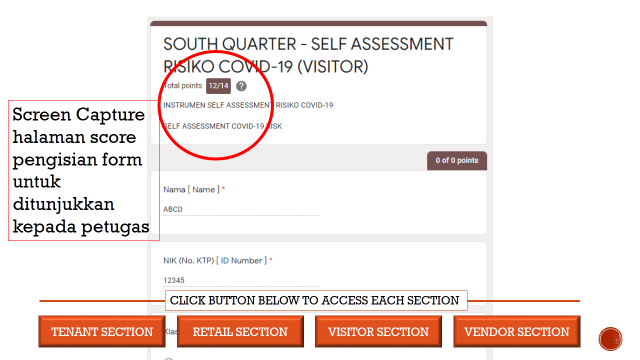 SOUTH QUARTER - SELF ASSESSMENT
RISIKO COVID-19 (VISITOR)
Total points 12/14 ?
INSTRUMEN SELF ASSESSMENT RISIKO COVID-19
SELF ASSESSMENT COVID-19 RISK
Screen Capture
halaman score
pengisian form
untuk
ditunjukkan
kepada petugas
0 of 0 points
Nama [ Name ] *
ABCD
NIK (No. KTP) [ ID Number ] *
12345
CLICK BUTTON BELOW TO ACCESS EACH SECTION
TENANT SECTION
RETAIL SECTION
VISITOR SECTION
VENDOR SECTION